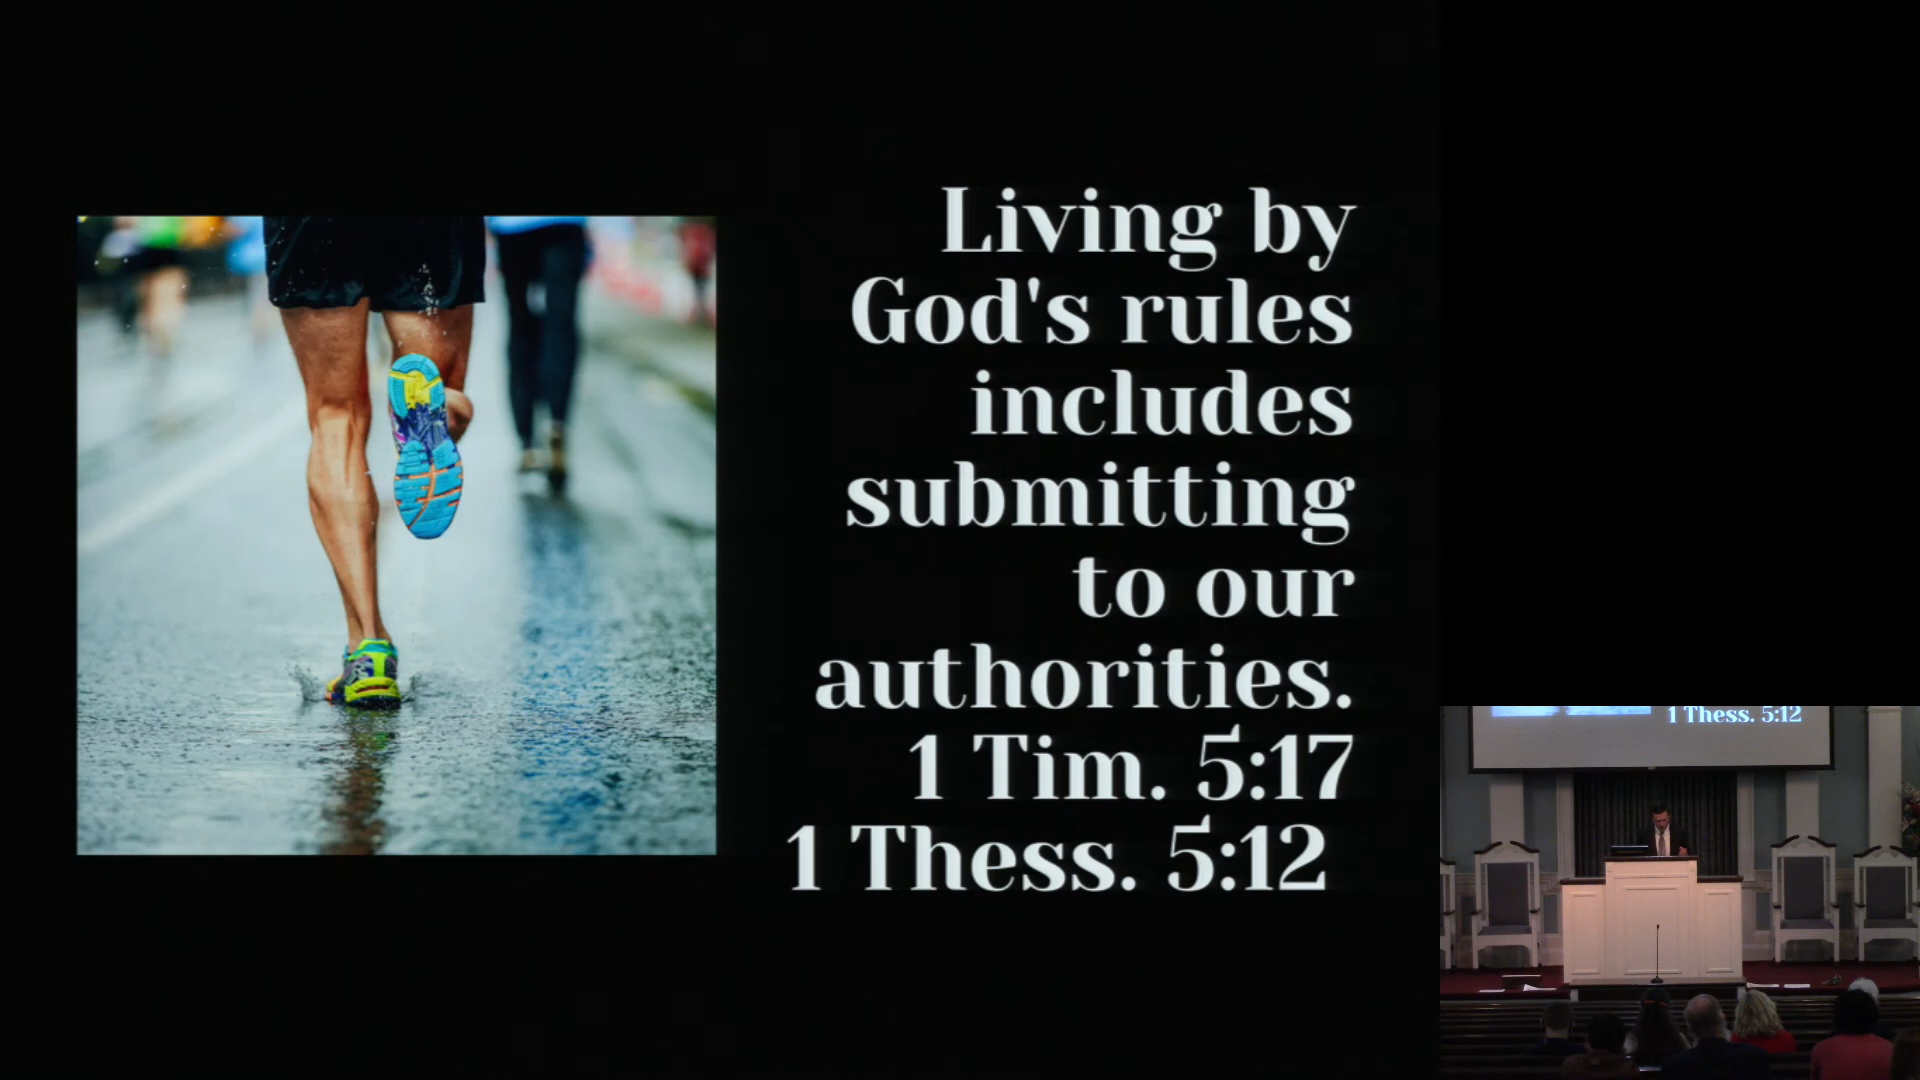 Living by
God's rules
includes
submitting
to our
authorities.
1 Tim. 5:17
1 Thess. 5:12
1 Thess. 5:12